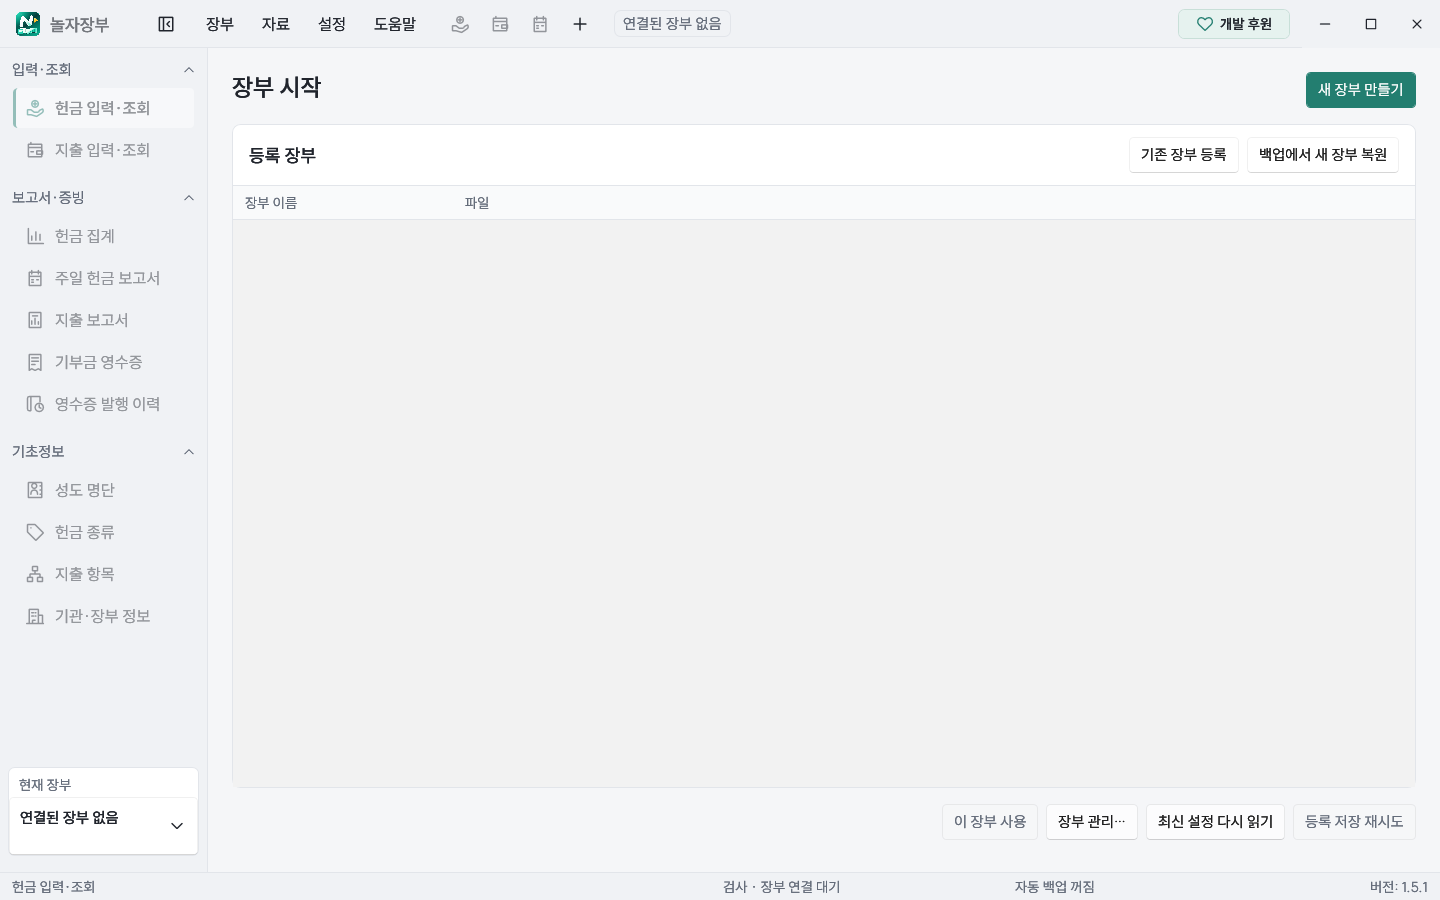 놀자장부
장부 자료 설정 도움말
연결된 장부 없음
개발 후원
입력·조회
헌금 입력·조회
지출 입력·조회
보고서·증빙
헌금 집계
주일 헌금 보고서
지출 보고서
기부금 영수증
영수증 발행 이력
기초정보
성도 명단
헌금 종류
지출 항목
기관·장부 정보
현재 장부
연결된 장부 없음
장부 시작
새 장부 만들기
등록 장부
기존 장부 등록 백업에서 새 장부 복원
장부 이름 파일
이 장부 사용 장부 관리… 최신 설정 다시 읽기 등록 저장 재시도
헌금 입력·조회 검사 · 장부 연결 대기 자동 백업 꺼짐 버전: 1.5.1